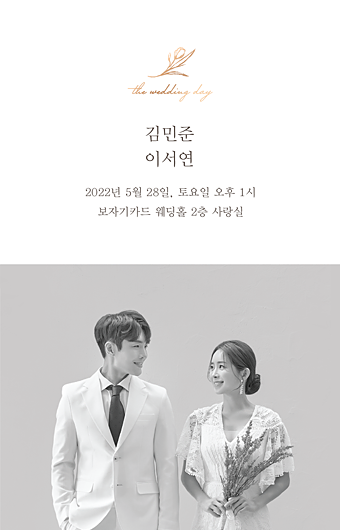 the wedding day
김민준
이서연
2022년 5월 28일, 토요일 오후 1시
보자기카드 웨딩홀 2층 사랑실